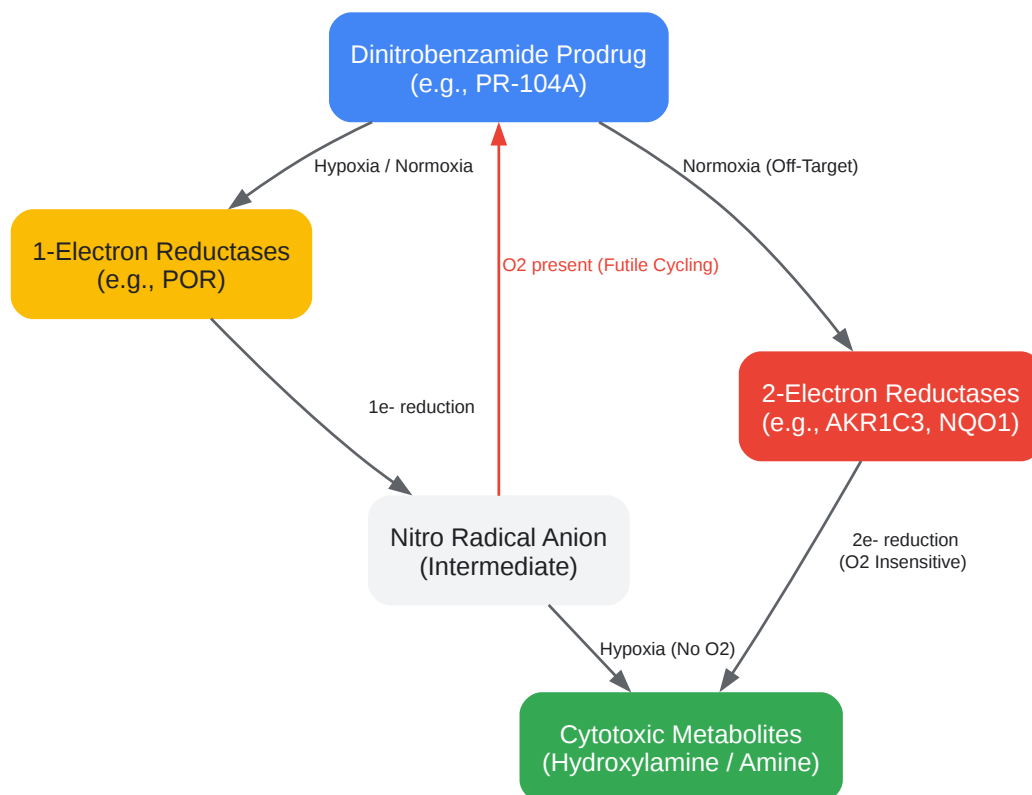 Dinitrobenzamide Prodrug
(e.g., PR-104A)
Hypoxia / Normoxia
Normoxia (Off-Target)
1-Electron Reductases
(e.g., POR)
O2 present (Futile Cycling)
2-Electron Reductases
(e.g., AKR1C3, NQO1)
1e- reduction
Nitro Radical Anion
(Intermediate)
2e- reduction
(O2 Insensitive)
Hypoxia (No O2)
Cytotoxic Metabolites
(Hydroxylamine / Amine)